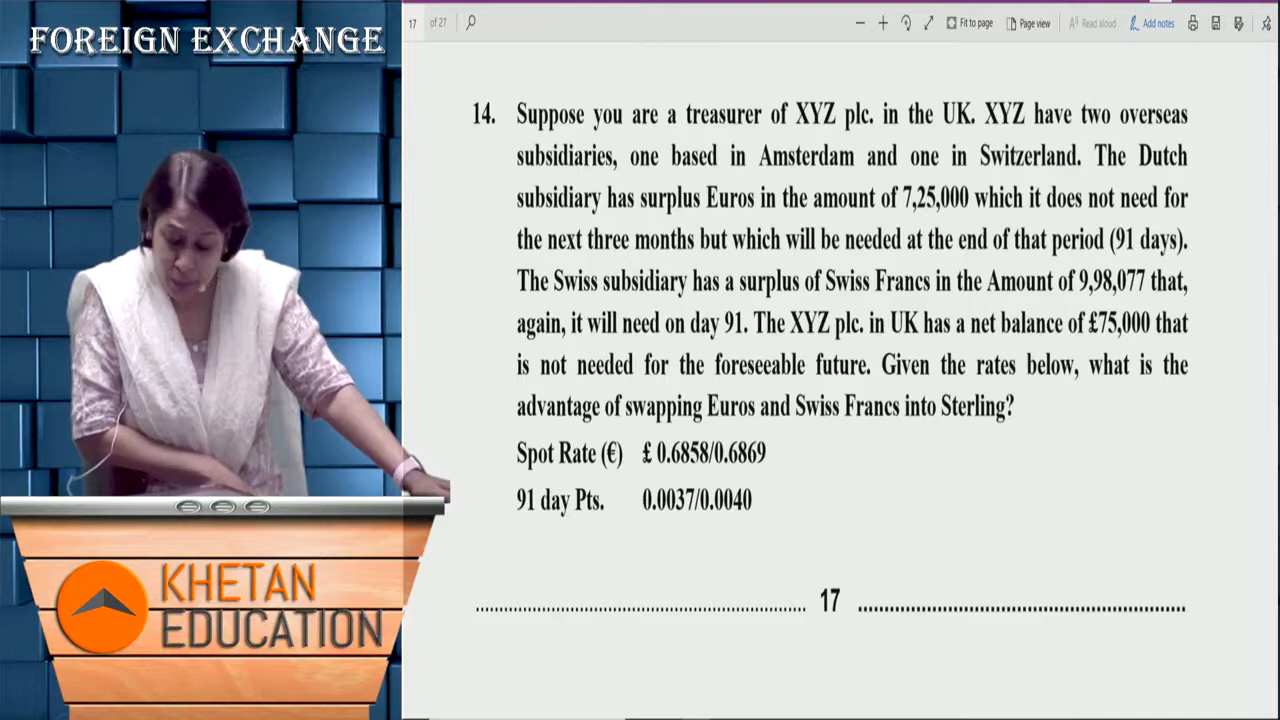 FOREIGN EXCHANGE
17 of 27
Fit to page
Page view
Read aloud
Add notes
14. Suppose you are a treasurer of XYZ plc. in the UK. XYZ have two overseas
subsidiaries, one based in Amsterdam and one in Switzerland. The Dutch
subsidiary has surplus Euros in the amount of 7,25,000 which it does not need for
the next three months but which will be needed at the end of that period (91 days).
The Swiss subsidiary has a surplus of Swiss Francs in the Amount of 9,98,077 that,
again, it will need on day 91. The XYZ plc. in UK has a net balance of £75,000 that
is not needed for the foreseeable future. Given the rates below, what is the
advantage of swapping Euros and Swiss Francs into Sterling?
Spot Rate (€) £ 0.6858/0.6869
91 day Pts. 0.0037/0.0040
17
KHETAN
EDUCATION